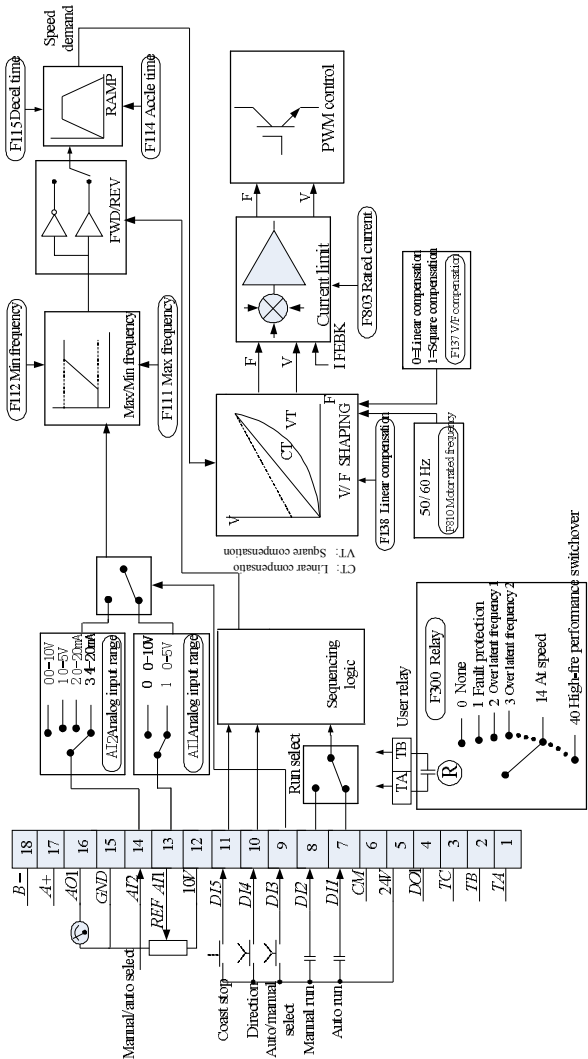 F115 Decel time
Speed
demand
RAMP
F114 Accle time
FWD/REV
F112 Min frequency
Max/Min frequency
F111 Max frequency
PWM control
F
V
Current limit
F803 Rated current
I FEBK
F
V
V
F
CT
VT
V/F SHAPING
F138 Linear compensation
50/60 Hz
F810 Motor rated frequency
0=Linear compensation
1=Square compensation
F137 V/F compensation
CT: Linear compensatio
VT: Square compensation
0 0-10V
1 0-5V
2 0-20mA
3 4-20mA
AI2 Analog input range
0 0-10V
1 0-5V
AI1 Analog input range
Sequencing
logic
Run select
User relay
TA
TB
R
F300 Relay
0 None
1 Fault protection
2 Over latent frequency 1
3 Over latent frequency 2
14 At speed
40 High-fire performance switchover
18
17
16
15
14
13
12
11
10
9
8
7
6
5
4
3
2
1
B-
A+
AO1
GND
AI2
REF AI1
10V
DI5
DI4
DI3
DI2
DI1
CM
24V
DO1
TC
TB
TA
Manual/auto select
Coast stop
Direction
Auto/manual
select
Manual run
Auto run